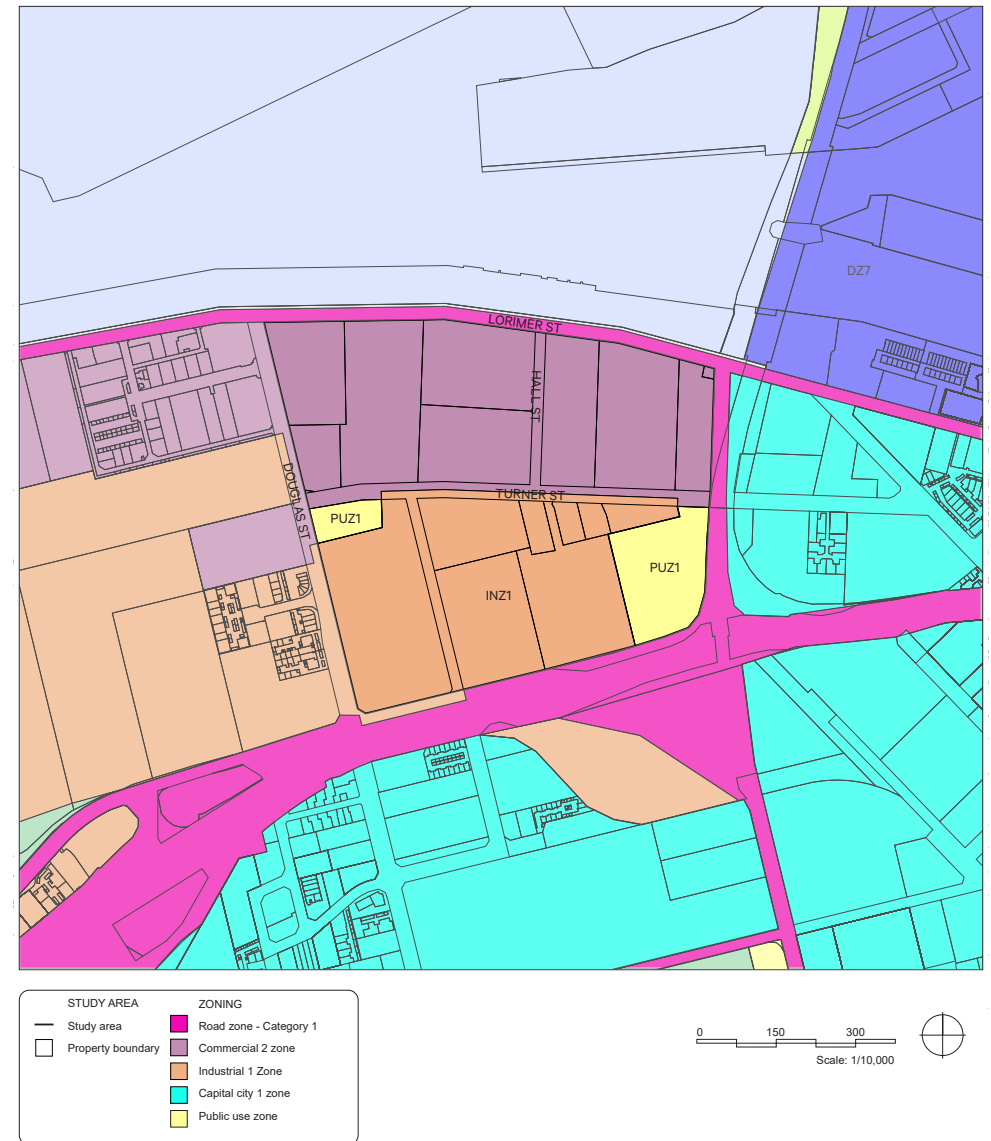 DZ7
LORIMER ST
HALL ST
DOUGLAS ST
TURNER ST
PUZ1
PUZ1
INZ1
STUDY AREA
Study area
Property boundary
ZONING
Road zone - Category 1
Commercial 2 zone
Industrial 1 Zone
Capital city 1 zone
Public use zone
0 150 300
Scale: 1/10,000